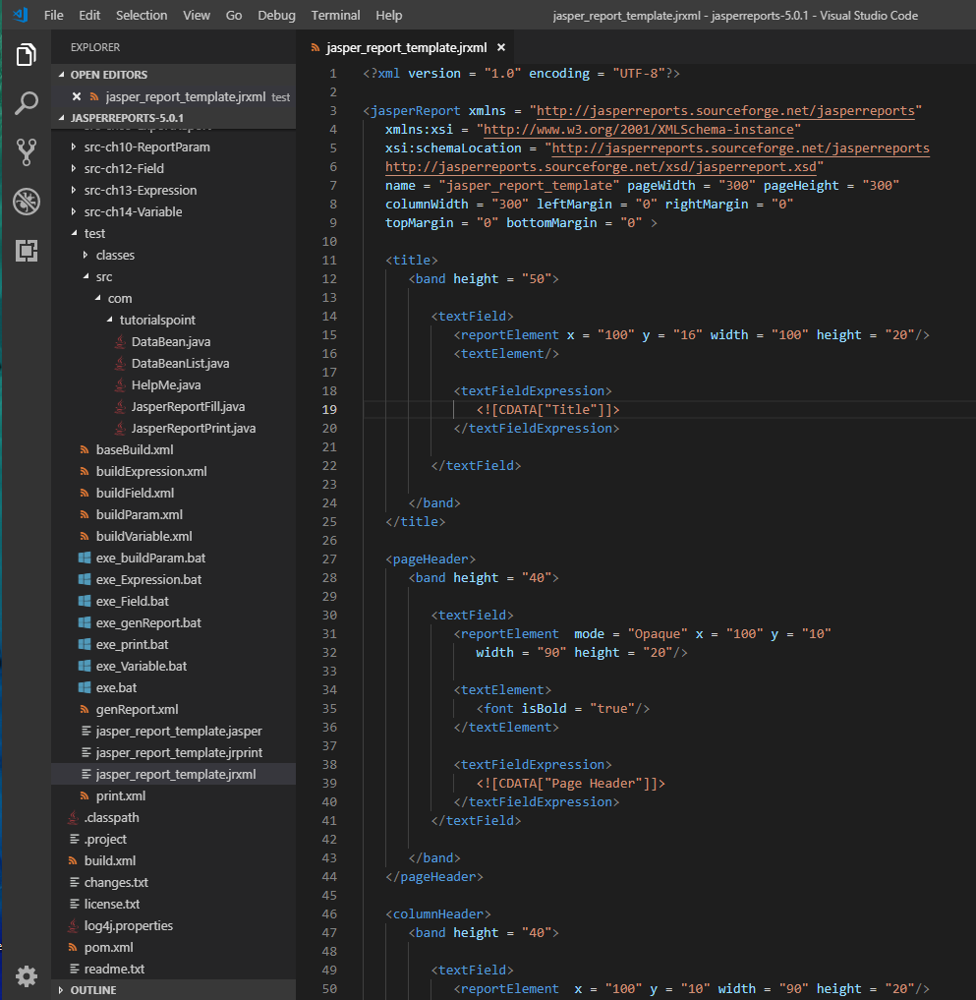 File Edit Selection View Go Debug Terminal Help jasper_report_template.jrxml - jasperreports-5.0.1 - Visual Studio Code
EXPLORER
OPEN EDITORS
jasper_report_template.jrxml test
JASPERREPORTS-5.0.1
src-ch10-ReportParam
src-ch12-Field
src-ch13-Expression
src-ch14-Variable
test
classes
src
com
tutorialspoint
DataBean.java
DataBeanList.java
HelpMe.java
JasperReportFill.java
JasperReportPrint.java
baseBuild.xml
buildExpression.xml
buildField.xml
buildParam.xml
buildVariable.xml
exe_buildParam.bat
exe_Expression.bat
exe_Field.bat
exe_genReport.bat
exe_print.bat
exe_Variable.bat
exe.bat
genReport.xml
jasper_report_template.jasper
jasper_report_template.jrprint
jasper_report_template.jrxml
print.xml
.classpath
.project
build.xml
changes.txt
license.txt
log4j.properties
pom.xml
readme.txt
OUTLINE
jasper_report_template.jrxml
1 <?xml version = "1.0" encoding = "UTF-8"?>
2
3 <jasperReport xmlns = "http://jasperreports.sourceforge.net/jasperreports"
4 xmlns:xsi = "http://www.w3.org/2001/XMLSchema-instance"
5 xsi:schemaLocation = "http://jasperreports.sourceforge.net/jasperreports
6 http://jasperreports.sourceforge.net/xsd/jasperreport.xsd"
7 name = "jasper_report_template" pageWidth = "300" pageHeight = "300"
8 columnWidth = "300" leftMargin = "0" rightMargin = "0"
9 topMargin = "0" bottomMargin = "0" >
10
11 <title>
12 <band height = "50">
13
14 <textField>
15 <reportElement x = "100" y = "16" width = "100" height = "20"/>
16 <textElement/>
17
18 <textFieldExpression>
19 <![CDATA["Title"]]>
20 </textFieldExpression>
21
22 </textField>
23
24 </band>
25 </title>
26
27 <pageHeader>
28 <band height = "40">
29
30 <textField>
31 <reportElement  mode = "Opaque" x = "100" y = "10"
32 width = "90" height = "20"/>
33
34 <textElement>
35 <font isBold = "true"/>
36 </textElement>
37
38 <textFieldExpression>
39 <![CDATA["Page Header"]]>
40 </textFieldExpression>
41 </textField>
42
43 </band>
44 </pageHeader>
45
46 <columnHeader>
47 <band height = "40">
48
49 <textField>
50 <reportElement  x = "100" y = "10" width = "90" height = "20"/>